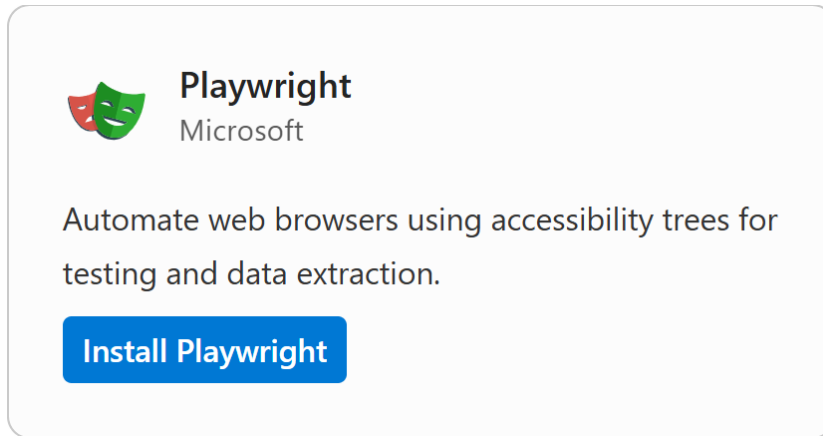 Playwright
Microsoft
Automate web browsers using accessibility trees for
testing and data extraction.
Install Playwright